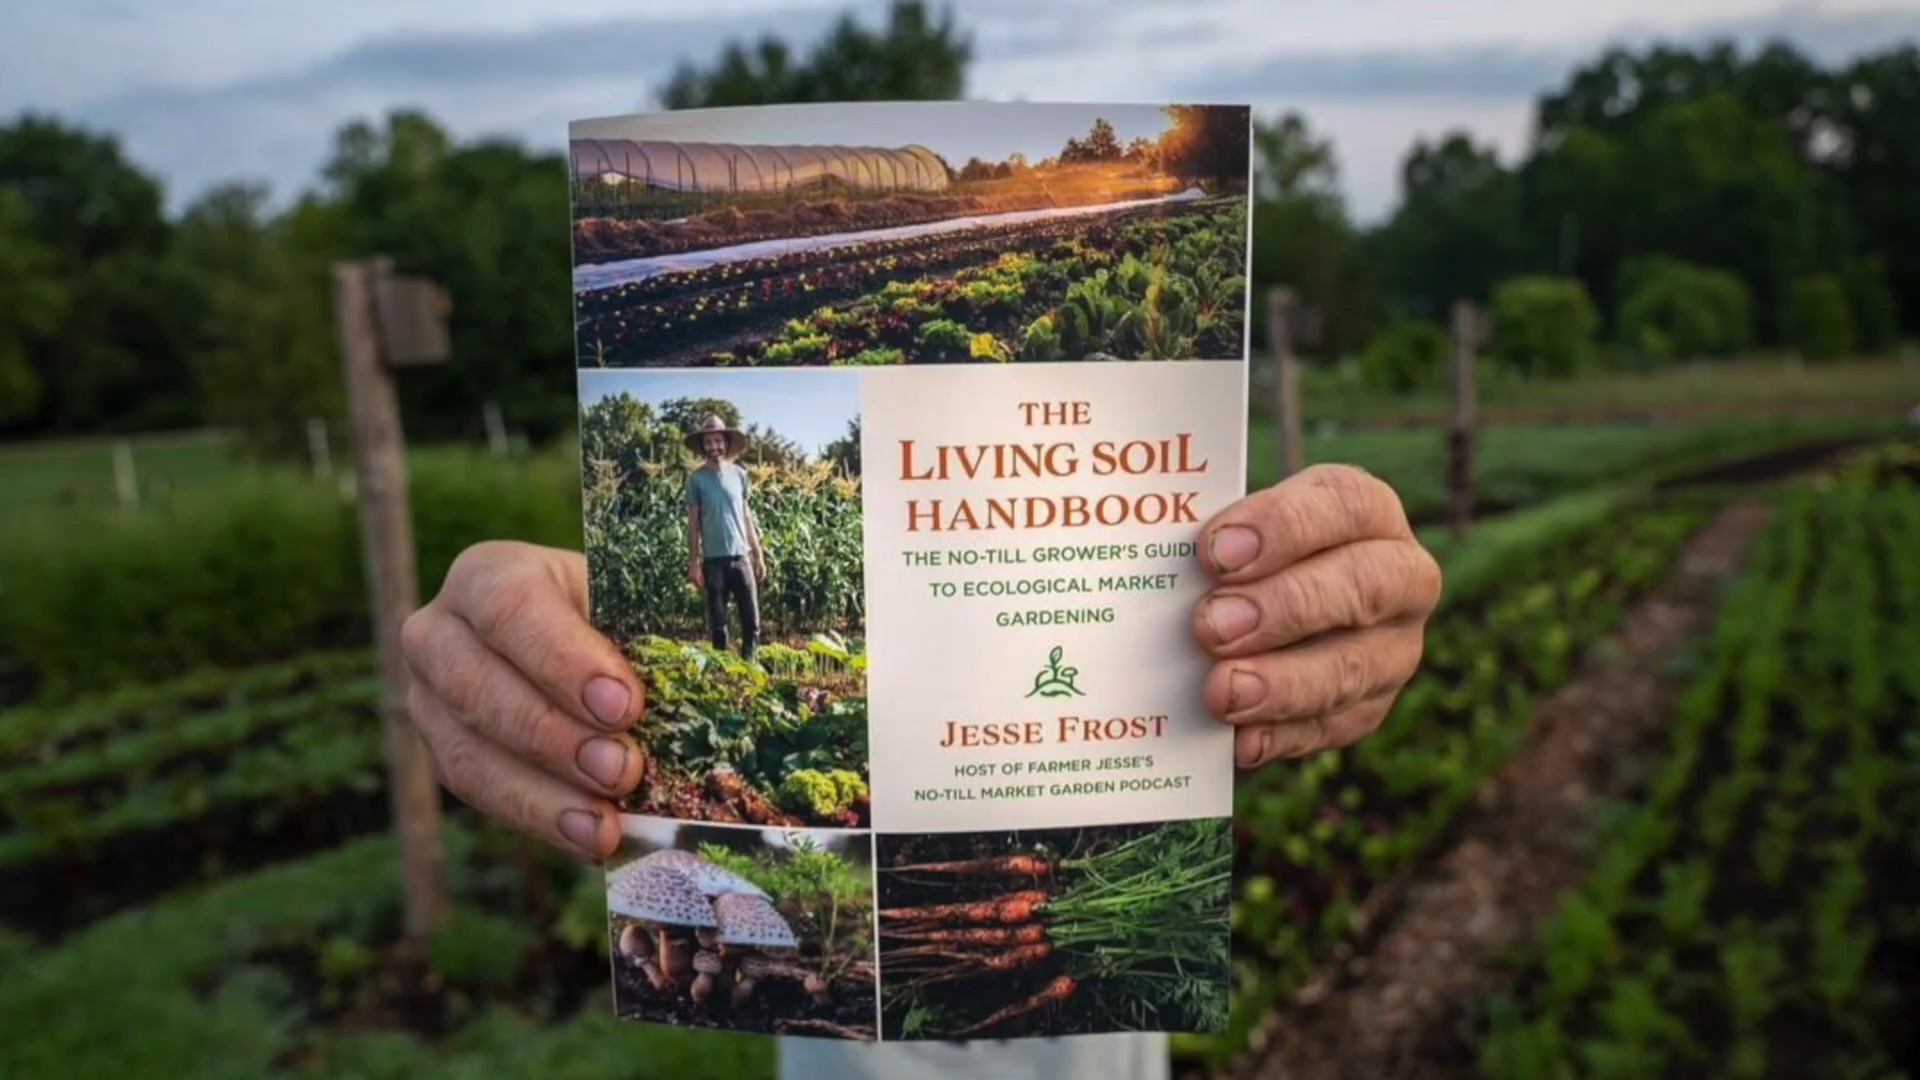 THE
LIVING SOIL
HANDBOOK
THE NO-TILL GROWER'S GUIDE
TO ECOLOGICAL MARKET
GARDENING
JESSE FROST
HOST OF FARMER JESSE'S
NO-TILL MARKET GARDEN PODCAST